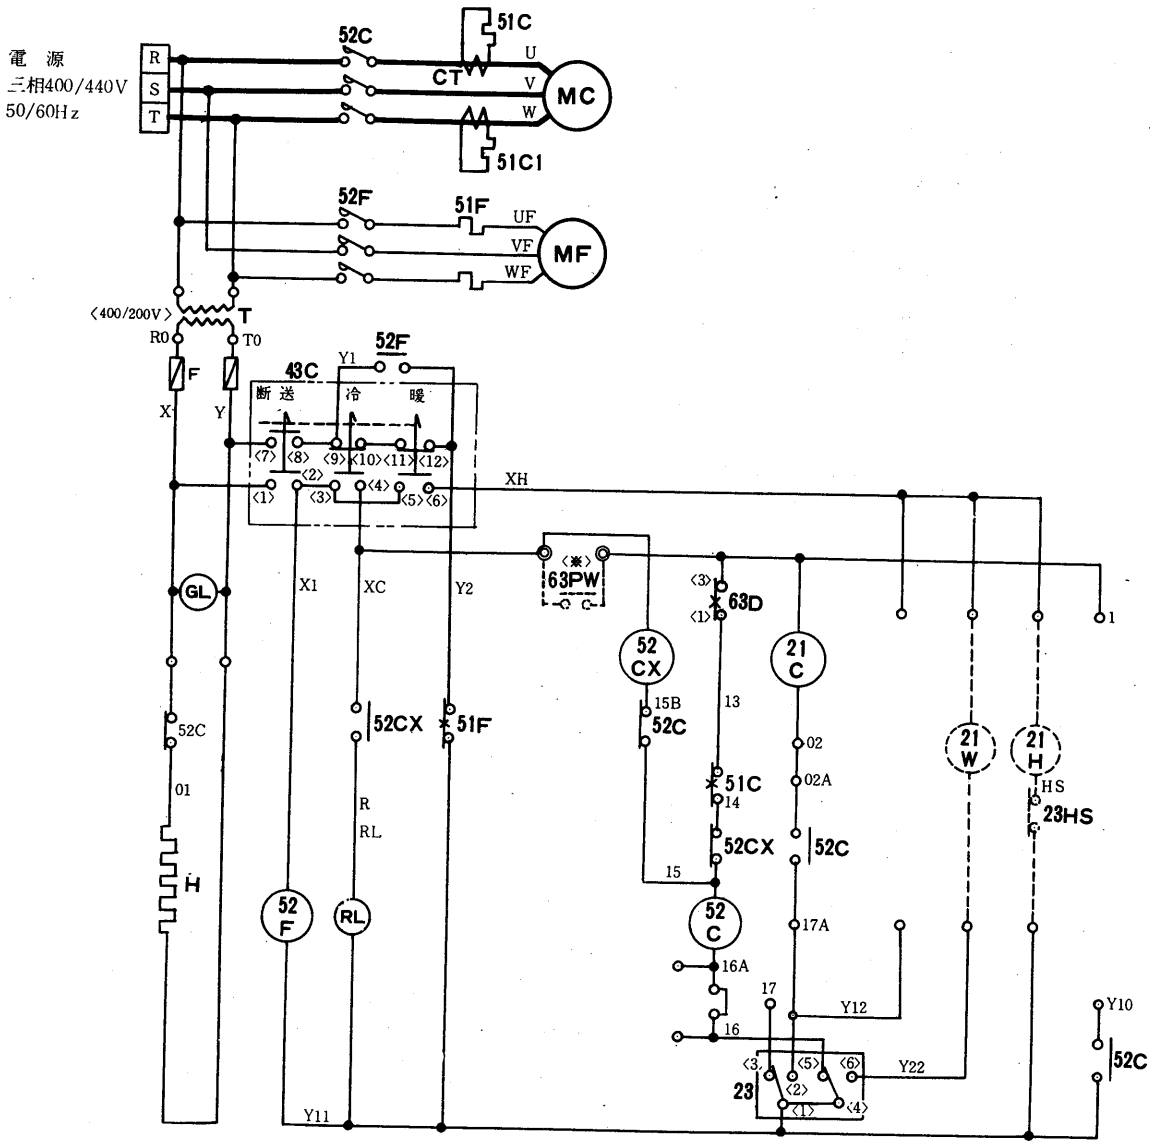 電 源
三相400/440V
50/60Hz
R
S
T
52C
51C
CT
U
V
W
MC
51C1
52F
51F
UF
VF
WF
MF
〈400/200V〉
T
R0
T0
F
X
Y
43C
Y1
52F
断 送
冷
暖
〈7〉
〈8〉
〈9〉
〈10〉
〈11〉
〈12〉
〈1〉
〈2〉
〈3〉
〈4〉
〈5〉
〈6〉
XH
GL
X1
XC
Y2
〈※〉
63PW
〈3〉
63D
〈1〉
1
52
CX
21
C
52C
52CX
51F
15B
52C
13
02
21
W
21
H
01
R
RL
51C
14
02A
HS
23HS
52CX
52C
H
15
52
F
RL
52
C
17A
16A
17
Y12
Y10
16
〈3〉
〈5〉
〈6〉
Y22
52C
23
〈2〉
〈1〉
〈4〉
Y11